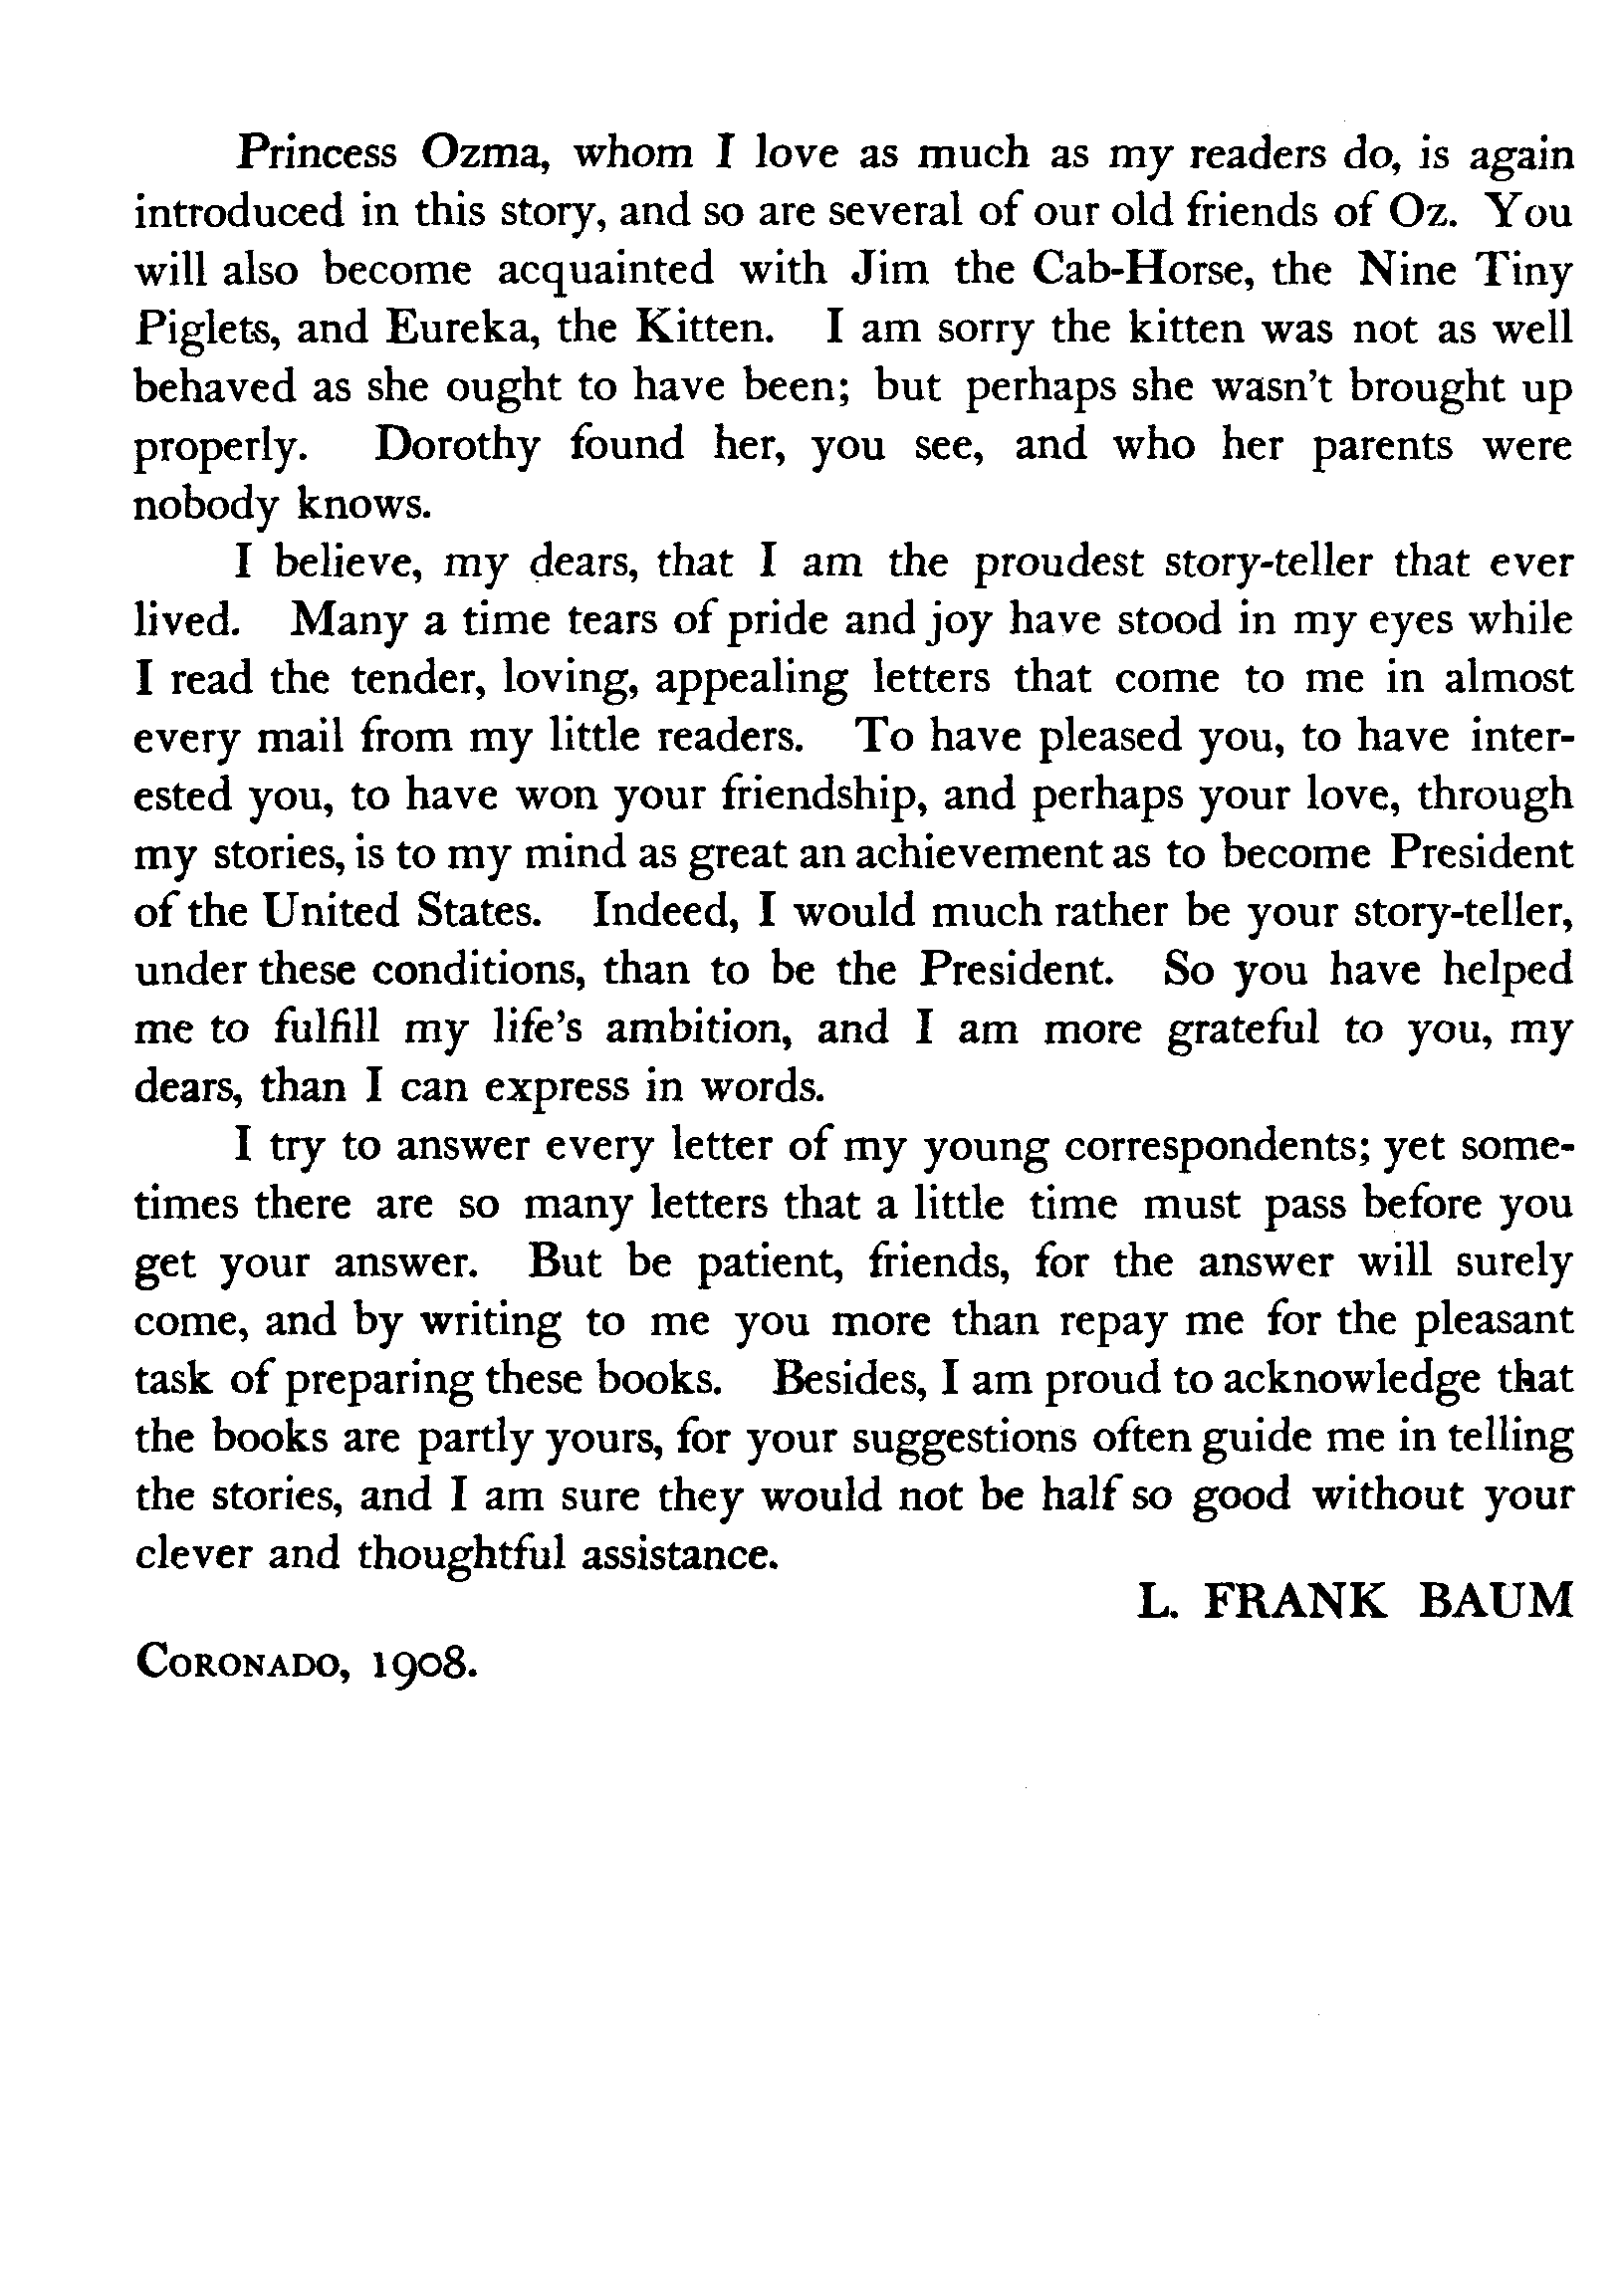 Princess Ozma, whom I love as much as my readers do, is again
introduced in this story, and so are several of our old friends of Oz. You
will also become acquainted with Jim the Cab-Horse, the Nine Tiny
Piglets, and Eureka, the Kitten. I am sorry the kitten was not as well
behaved as she ought to have been; but perhaps she wasn't brought up
properly. Dorothy found her, you see, and who her parents were
nobody knows.
I believe, my dears, that I am the proudest story-teller that ever
lived. Many a time tears of pride and joy have stood in my eyes while
I read the tender, loving, appealing letters that come to me in almost
every mail from my little readers. To have pleased you, to have inter-
ested you, to have won your friendship, and perhaps your love, through
my stories, is to my mind as great an achievement as to become President
of the United States. Indeed, I would much rather be your story-teller,
under these conditions, than to be the President. So you have helped
me to fulfill my life's ambition, and I am more grateful to you, my
dears, than I can express in words.
I try to answer every letter of my young correspondents; yet some-
times there are so many letters that a little time must pass before you
get your answer. But be patient, friends, for the answer will surely
come, and by writing to me you more than repay me for the pleasant
task of preparing these books. Besides, I am proud to acknowledge that
the books are partly yours, for your suggestions often guide me in telling
the stories, and I am sure they would not be half so good without your
clever and thoughtful assistance.
L. FRANK BAUM
CORONADO, 1908.